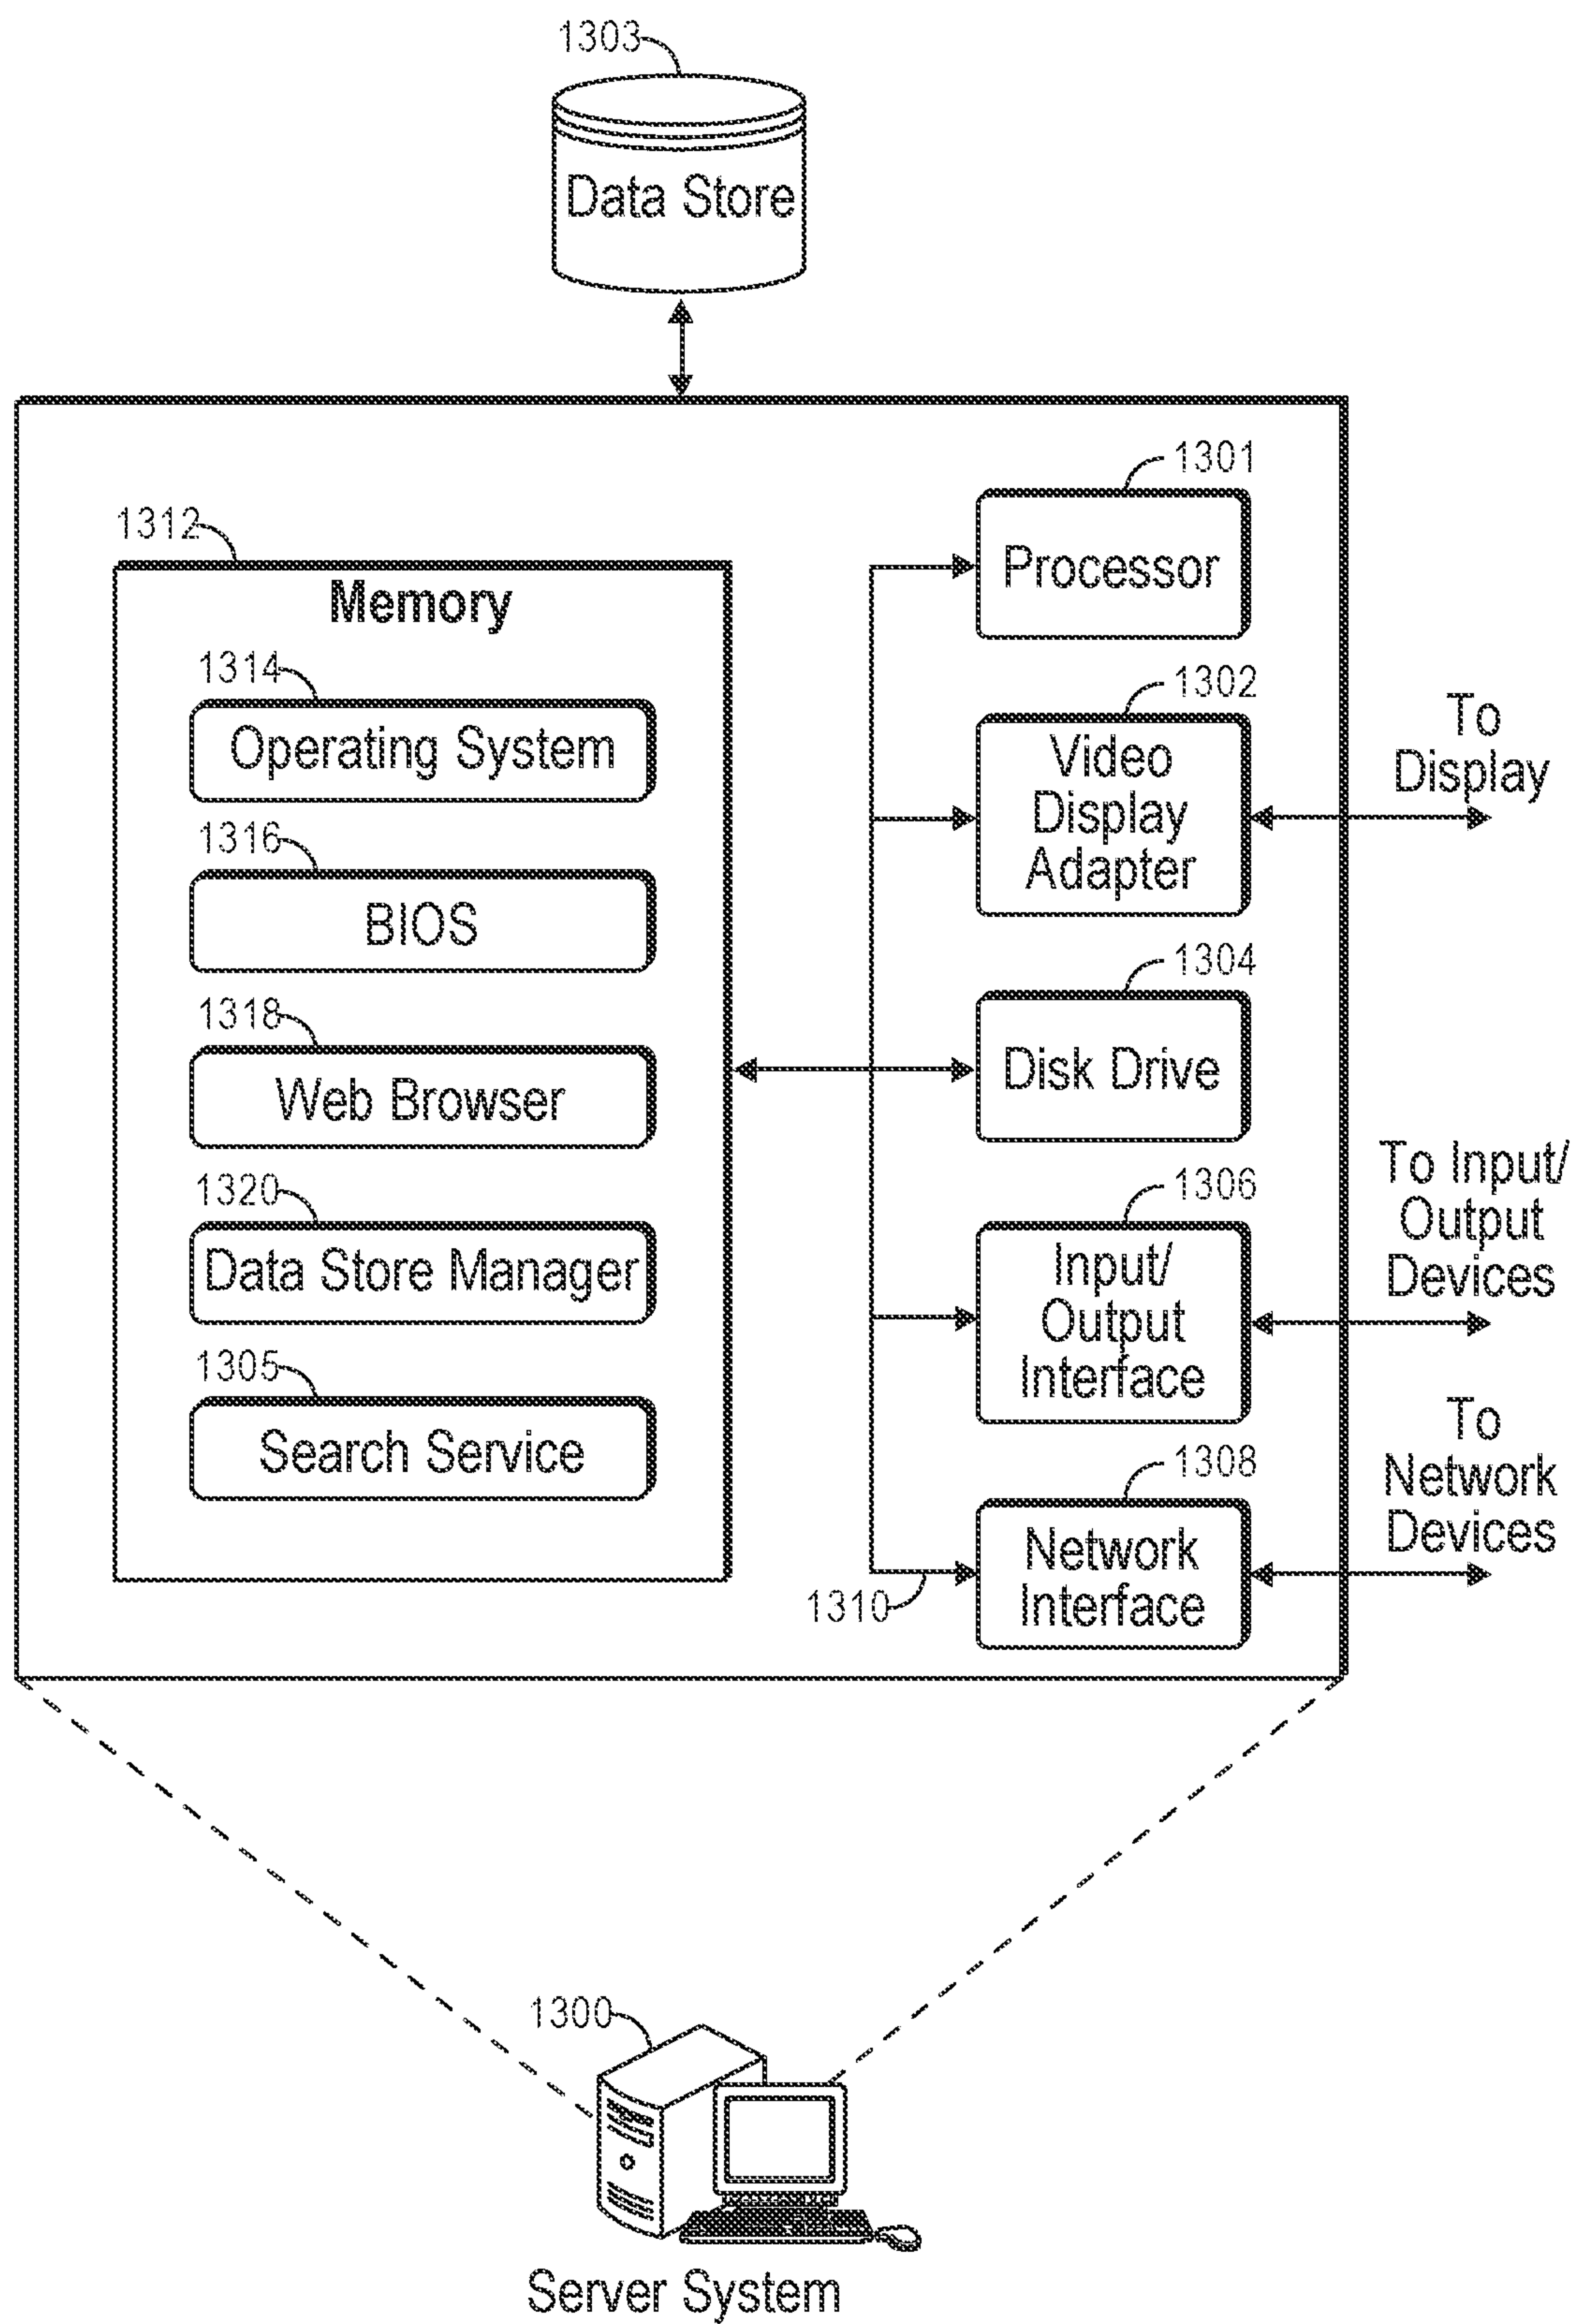 1303
Data Store
1312
Memory
1314
Operating System
1316
BIOS
1318
Web Browser
1320
Data Store Manager
1305
Search Service
1301
Processor
1302
Video
Display
Adapter
To
Display
1304
Disk Drive
1306
Input/
Output
Interface
To Input/
Output
Devices
1308
Network
Interface
To
Network
Devices
1310
1300
Server System